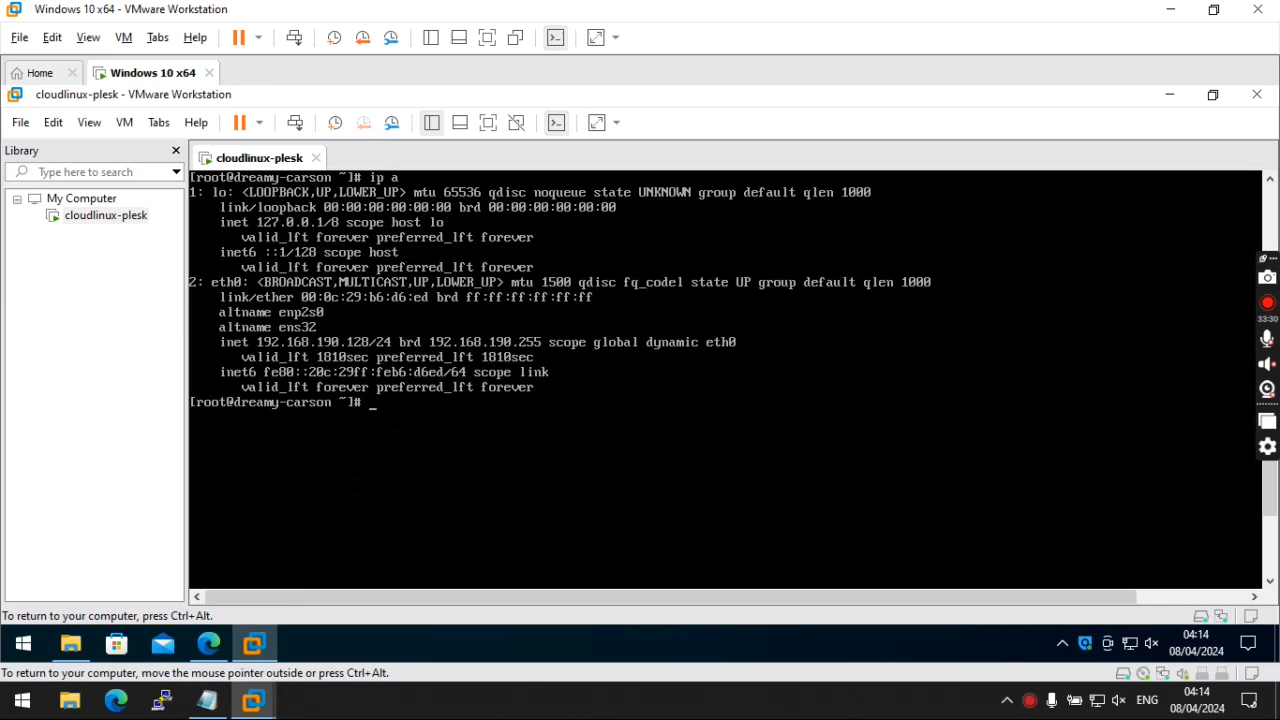 Windows 10 x64 - VMware Workstation
File Edit View VM Tabs Help
Home Windows 10 x64
cloudlinux-plesk - VMware Workstation
File Edit View VM Tabs Help
Library
cloudlinux-plesk
Type here to search
My Computer
cloudlinux-plesk
[root@dreamy-carson ~]# ip a
1: lo: <LOOPBACK,UP,LOWER_UP> mtu 65536 qdisc noqueue state UNKNOWN group default qlen 1000
link/loopback 00:00:00:00:00:00 brd 00:00:00:00:00:00
inet 127.0.0.1/8 scope host lo
valid_lft forever preferred_lft forever
inet6 ::1/128 scope host
valid_lft forever preferred_lft forever
2: eth0: <BROADCAST,MULTICAST,UP,LOWER_UP> mtu 1500 qdisc fq_codel state UP group default qlen 1000
link/ether 00:0c:29:b6:d6:ed brd ff:ff:ff:ff:ff:ff
altname enp2s0
altname ens32
inet 192.168.190.128/24 brd 192.168.190.255 scope global dynamic eth0
valid_lft 1810sec preferred_lft 1810sec
inet6 fe80::20c:29ff:feb6:d6ed/64 scope link
valid_lft forever preferred_lft forever
[root@dreamy-carson ~]# _
33:30
To return to your computer, press Ctrl+Alt.
04:14
08/04/2024
To return to your computer, move the mouse pointer outside or press Ctrl+Alt.
ENG
04:14
08/04/2024